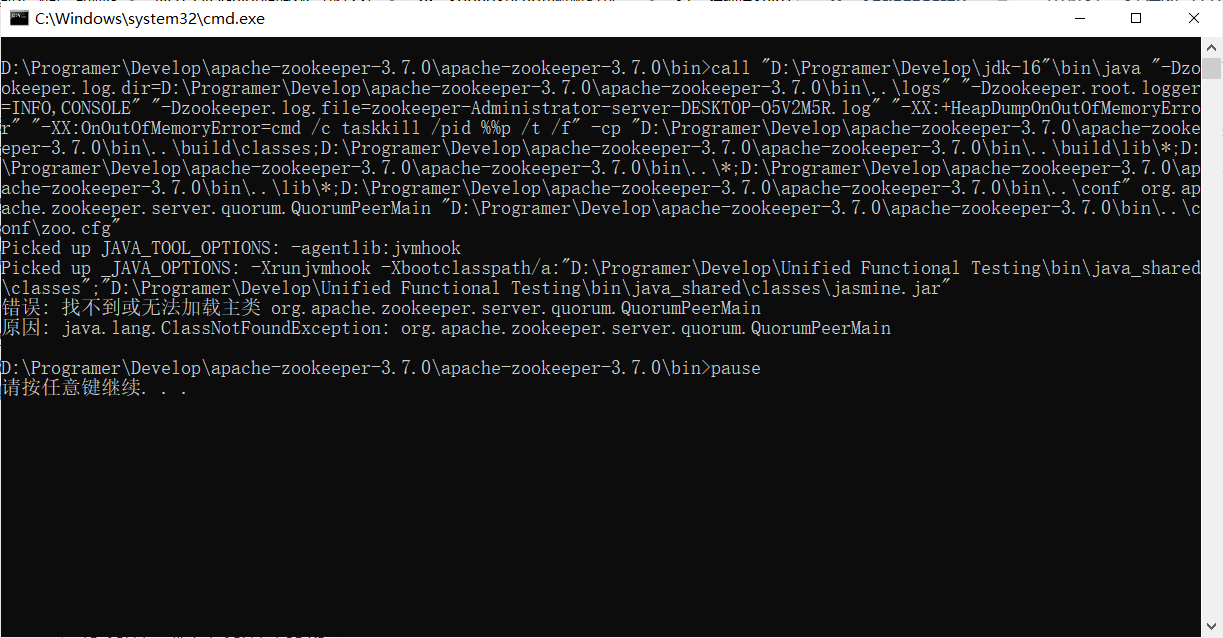 C:\Windows\system32\cmd.exe
D:\Programer\Develop\apache-zookeeper-3.7.0\apache-zookeeper-3.7.0\bin>call "D:\Programer\Develop\jdk-16"\bin\java "-Dzo
okeeper.log.dir=D:\Programer\Develop\apache-zookeeper-3.7.0\apache-zookeeper-3.7.0\bin\..\logs" "-Dzookeeper.root.logger
=INFO,CONSOLE" "-Dzookeeper.log.file=zookeeper-Administrator-server-DESKTOP-O5V2M5R.log" "-XX:+HeapDumpOnOutOfMemoryErro
r" "-XX:OnOutOfMemoryError=cmd /c taskkill /pid %%p /t /f" -cp "D:\Programer\Develop\apache-zookeeper-3.7.0\apache-zooke
eper-3.7.0\bin\..\build\classes;D:\Programer\Develop\apache-zookeeper-3.7.0\apache-zookeeper-3.7.0\bin\..\build\lib\*;D:
\Programer\Develop\apache-zookeeper-3.7.0\apache-zookeeper-3.7.0\bin\..\*;D:\Programer\Develop\apache-zookeeper-3.7.0\ap
ache-zookeeper-3.7.0\bin\..\lib\*;D:\Programer\Develop\apache-zookeeper-3.7.0\apache-zookeeper-3.7.0\bin\..\conf" org.ap
ache.zookeeper.server.quorum.QuorumPeerMain "D:\Programer\Develop\apache-zookeeper-3.7.0\apache-zookeeper-3.7.0\bin\..\c
onf\zoo.cfg"
Picked up JAVA_TOOL_OPTIONS: -agentlib:jvmhook
Picked up _JAVA_OPTIONS: -Xrunjvmhook -Xbootclasspath/a:"D:\Programer\Develop\Unified Functional Testing\bin\java_shared
\classes";"D:\Programer\Develop\Unified Functional Testing\bin\java_shared\classes\jasmine.jar"
错误: 找不到或无法加载主类 org.apache.zookeeper.server.quorum.QuorumPeerMain
原因: java.lang.ClassNotFoundException: org.apache.zookeeper.server.quorum.QuorumPeerMain
D:\Programer\Develop\apache-zookeeper-3.7.0\apache-zookeeper-3.7.0\bin>pause
请按任意键继续. . .